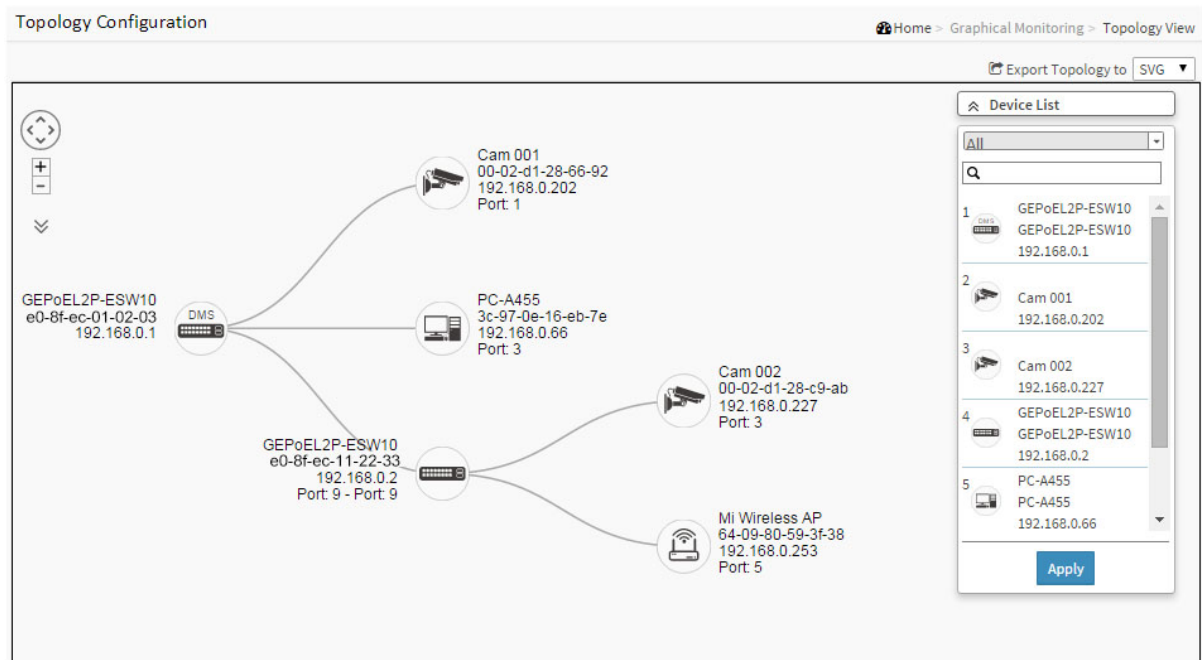 Topology Configuration
Home > Graphical Monitoring > Topology View
Export Topology to SVG
Device List
All
Cam 001
00-02-d1-28-66-92
192.168.0.202
Port: 1
GEPoEL2P-ESW10
e0-8f-ec-01-02-03
192.168.0.1
DMS
PC-A455
3c-97-0e-16-eb-7e
192.168.0.66
Port: 3
Cam 002
00-02-d1-28-c9-ab
192.168.0.227
Port: 3
GEPoEL2P-ESW10
e0-8f-ec-11-22-33
192.168.0.2
Port: 9 - Port: 9
Mi Wireless AP
64-09-80-59-3f-38
192.168.0.253
Port: 5
1
DMS
GEPoEL2P-ESW10
GEPoEL2P-ESW10
192.168.0.1
2
Cam 001
192.168.0.202
3
Cam 002
192.168.0.227
4
GEPoEL2P-ESW10
GEPoEL2P-ESW10
192.168.0.2
5
PC-A455
PC-A455
192.168.0.66
Apply